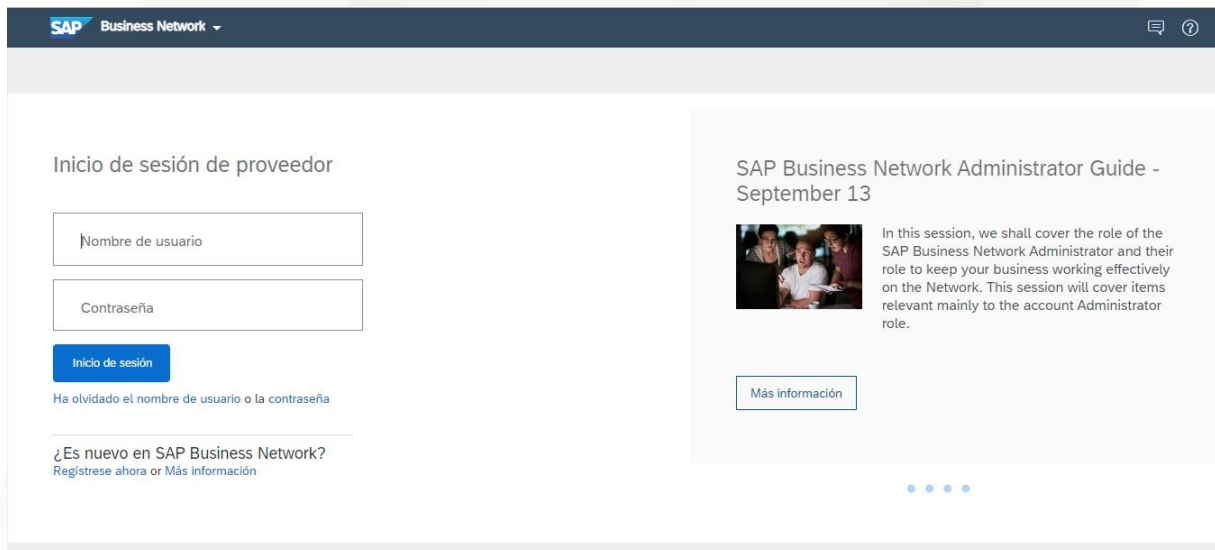 SAP Business Network
Inicio de sesión de proveedor
Nombre de usuario
Contraseña
Inicio de sesión
Ha olvidado el nombre de usuario o la contraseña
¿Es nuevo en SAP Business Network?
Regístrese ahora or Más información
SAP Business Network Administrator Guide -
September 13
In this session, we shall cover the role of the
SAP Business Network Administrator and their
role to keep your business working effectively
on the Network. This session will cover items
relevant mainly to the account Administrator
role.
Más información